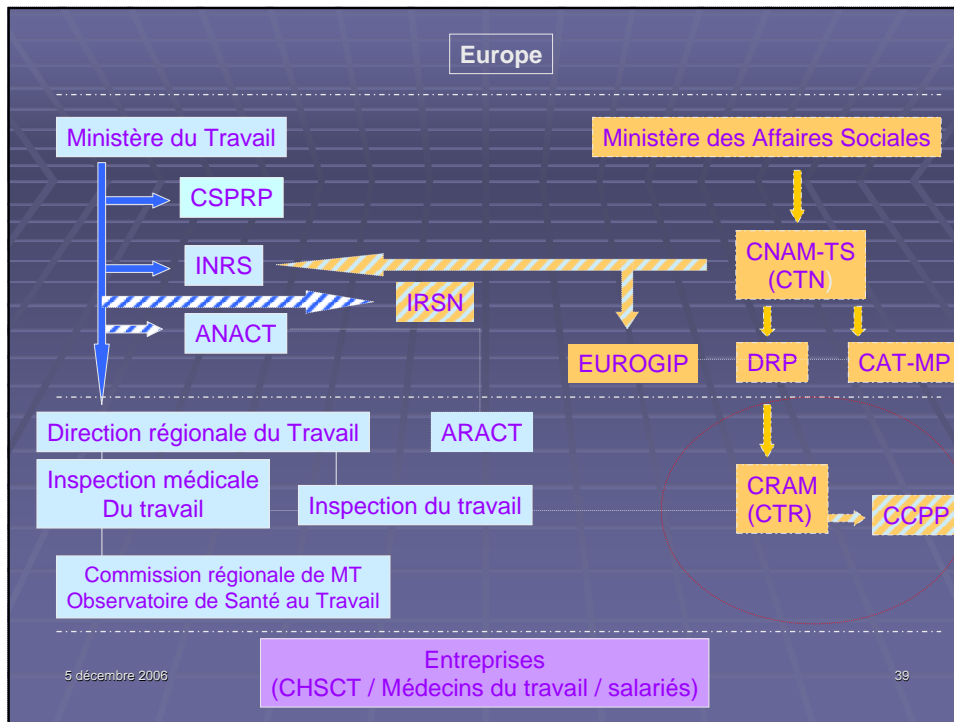 Europe
Ministère du Travail
Ministère des Affaires Sociales
CSPRP
INRS
CNAM-TS
(CTN)
IRSN
ANACT
EUROGIP
DRP
CAT-MP
Direction régionale du Travail
ARACT
Inspection médicale
Du travail
Inspection du travail
CRAM
(CTR)
CCPP
Commission régionale de MT
Observatoire de Santé au Travail
Entreprises
(CHSCT / Médecins du travail / salariés)
5 décembre 2006
39